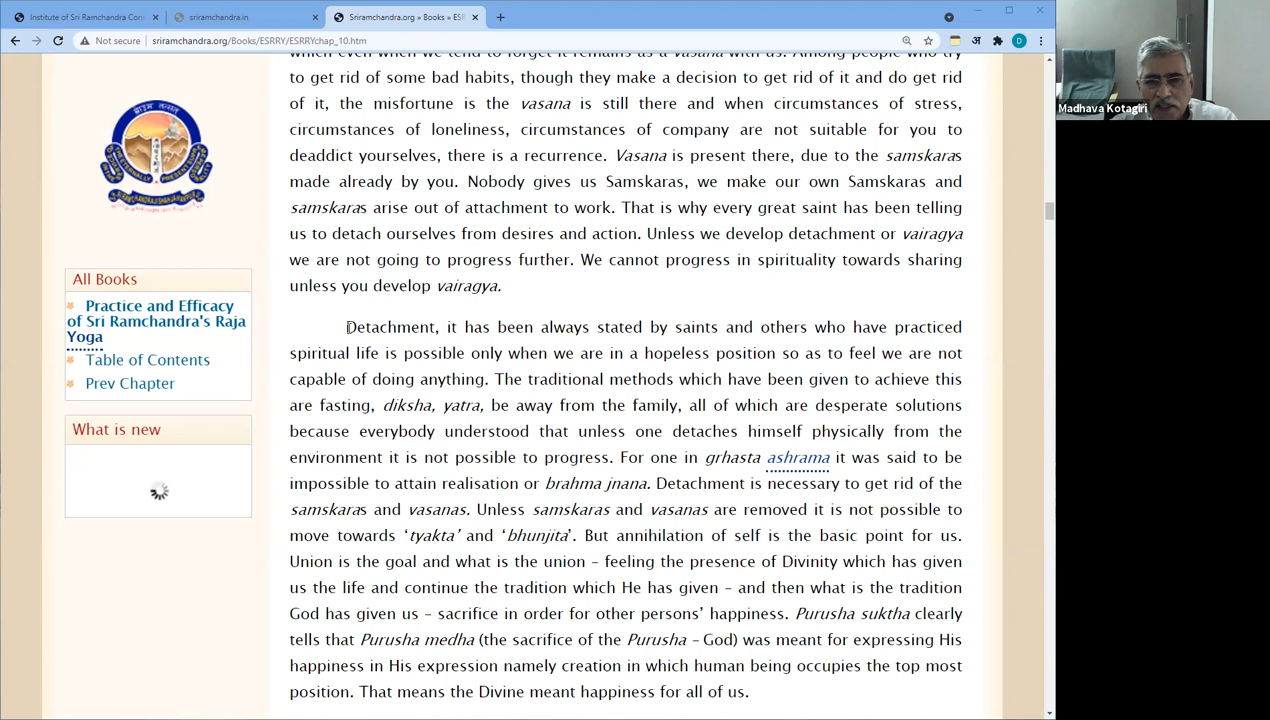 Institute of Sri Ramchandra Con
sriramchandra.in
Sriramchandra.org » Books » ES
Not secure
sriramchandra.org/Books/ESRRY/ESRRYchap_10.htm
अ
D
Madhava Kotagiri
to get rid of some bad habits, though they make a decision to get rid of it and do get rid
of it, the misfortune is the vasana is still there and when circumstances of stress,
circumstances of loneliness, circumstances of company are not suitable for you to
deaddict yourselves, there is a recurrence. Vasana is present there, due to the samskaras
made already by you. Nobody gives us Samskaras, we make our own Samskaras and
samskaras arise out of attachment to work. That is why every great saint has been telling
us to detach ourselves from desires and action. Unless we develop detachment or vairagya
we are not going to progress further. We cannot progress in spirituality towards sharing
unless you develop vairagya.
All Books
Practice and Efficacy
of Sri Ramchandra's Raja
Yoga
Table of Contents
Prev Chapter
What is new
Detachment, it has been always stated by saints and others who have practiced
spiritual life is possible only when we are in a hopeless position so as to feel we are not
capable of doing anything. The traditional methods which have been given to achieve this
are fasting, diksha, yatra, be away from the family, all of which are desperate solutions
because everybody understood that unless one detaches himself physically from the
environment it is not possible to progress. For one in grhasta ashrama it was said to be
impossible to attain realisation or brahma jnana. Detachment is necessary to get rid of the
samskaras and vasanas. Unless samskaras and vasanas are removed it is not possible to
move towards ‘tyakta’ and ‘bhunjita’. But annihilation of self is the basic point for us.
Union is the goal and what is the union – feeling the presence of Divinity which has given
us the life and continue the tradition which He has given – and then what is the tradition
God has given us – sacrifice in order for other persons’ happiness. Purusha suktha clearly
tells that Purusha medha (the sacrifice of the Purusha – God) was meant for expressing His
happiness in His expression namely creation in which human being occupies the top most
position. That means the Divine meant happiness for all of us.